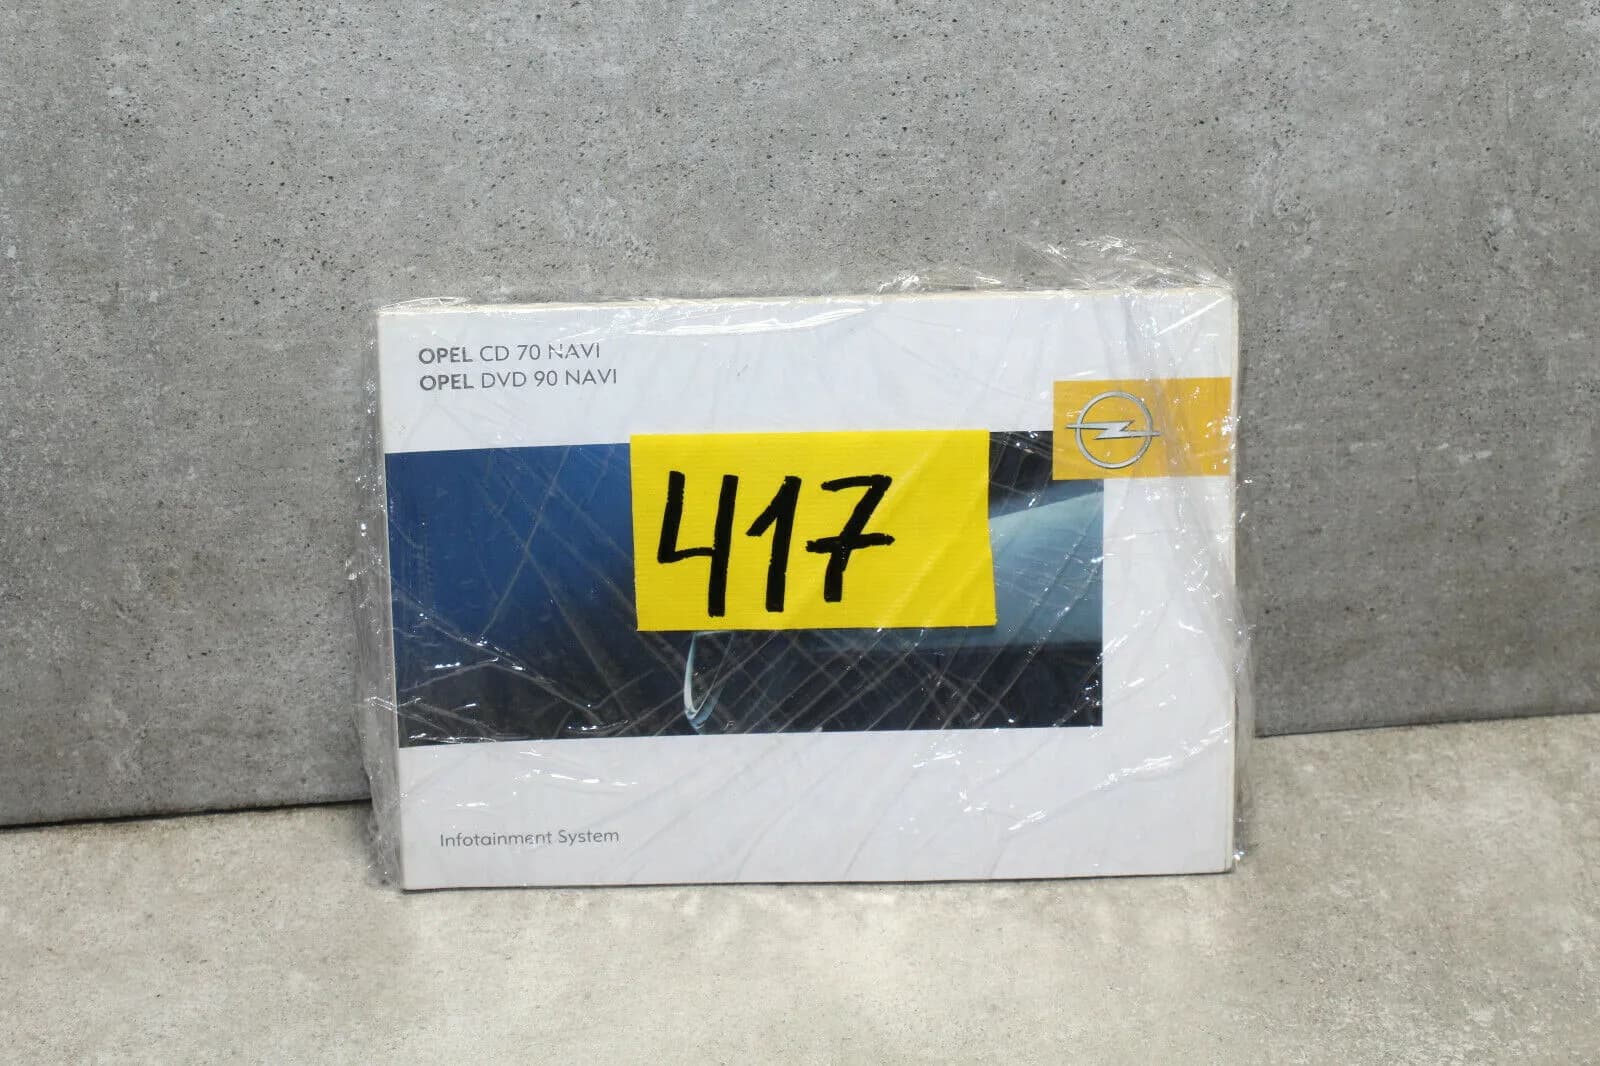 OPEL CD 70 NAVI
OPEL DVD 90 NAVI
417
Infotainment System